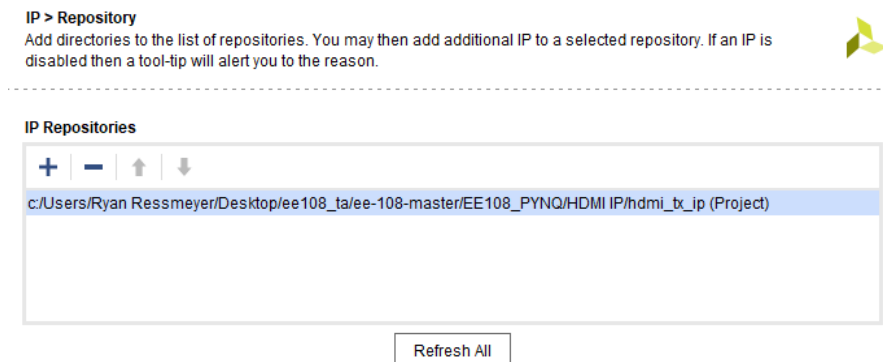 IP > Repository
Add directories to the list of repositories. You may then add additional IP to a selected repository. If an IP is
disabled then a tool-tip will alert you to the reason.
IP Repositories
c:/Users/Ryan Ressmeyer/Desktop/ee108_ta/ee-108-master/EE108_PYNQ/HDMI IP/hdmi_tx_ip (Project)
Refresh All